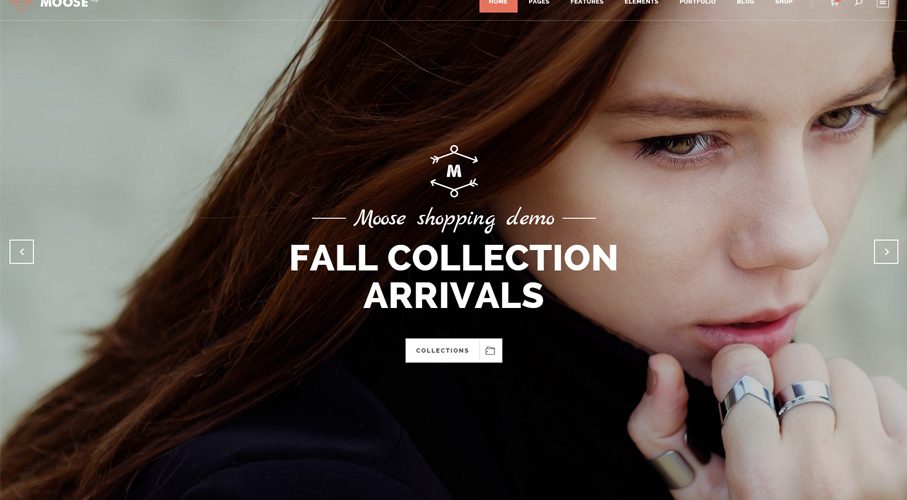 MOOSE
HOME PAGES FEATURES ELEMENTS PORTFOLIO BLOG SHOP
M
Moose shopping demo
FALL COLLECTION
ARRIVALS
COLLECTIONS